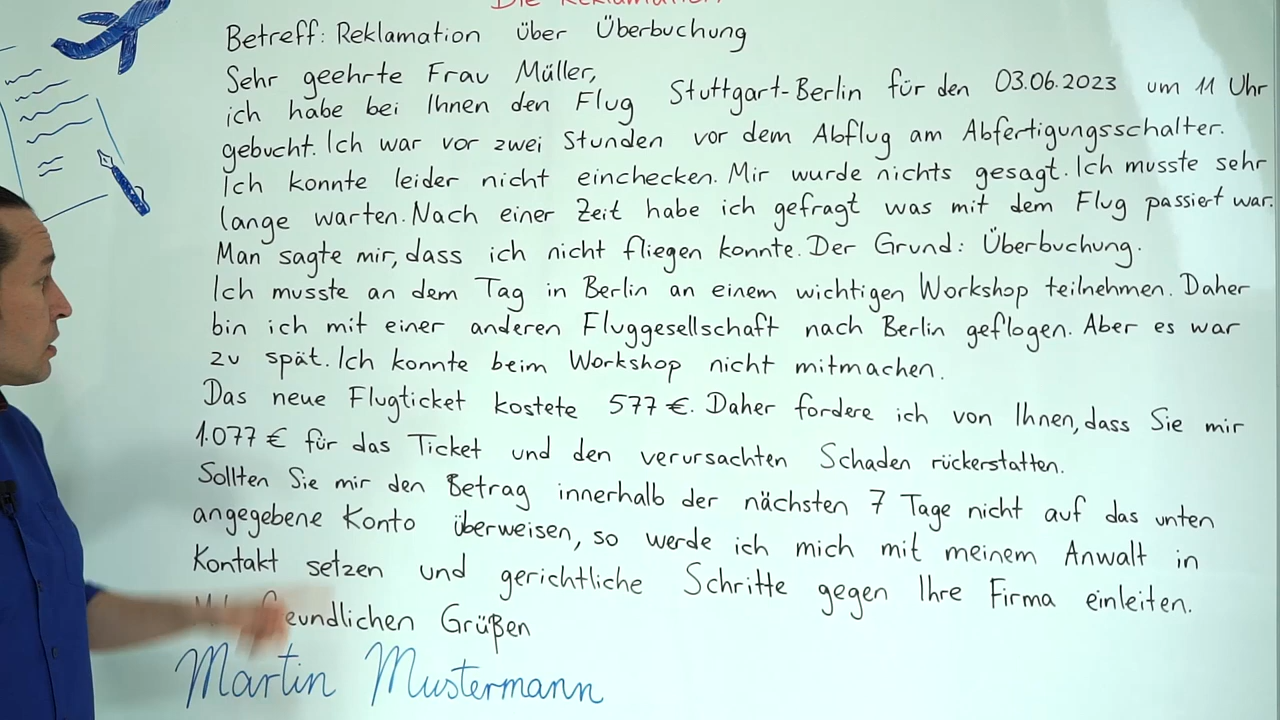 Die Reklamation
Betreff: Reklamation über Überbuchung
Sehr geehrte Frau Müller,
ich habe bei Ihnen den Flug Stuttgart-Berlin für den 03.06.2023 um 11 Uhr
gebucht. Ich war vor zwei Stunden vor dem Abflug am Abfertigungsschalter.
Ich konnte leider nicht einchecken. Mir wurde nichts gesagt. Ich musste sehr
lange warten. Nach einer Zeit habe ich gefragt was mit dem Flug passiert war.
Man sagte mir, dass ich nicht fliegen konnte. Der Grund: Überbuchung.
Ich musste an dem Tag in Berlin an einem wichtigen Workshop teilnehmen. Daher
bin ich mit einer anderen Fluggesellschaft nach Berlin geflogen. Aber es war
zu spät. Ich konnte beim Workshop nicht mitmachen.
Das neue Flugticket kostete 577 €. Daher fordere ich von Ihnen, dass Sie mir
1.077 € für das Ticket und den verursachten Schaden rückerstatten.
Sollten Sie mir den Betrag innerhalb der nächsten 7 Tage nicht auf das unten
angegebene Konto überweisen, so werde ich mich mit meinem Anwalt in
Kontakt setzen und gerichtliche Schritte gegen Ihre Firma einleiten.
freundlichen Grüßen
Martin Mustermann